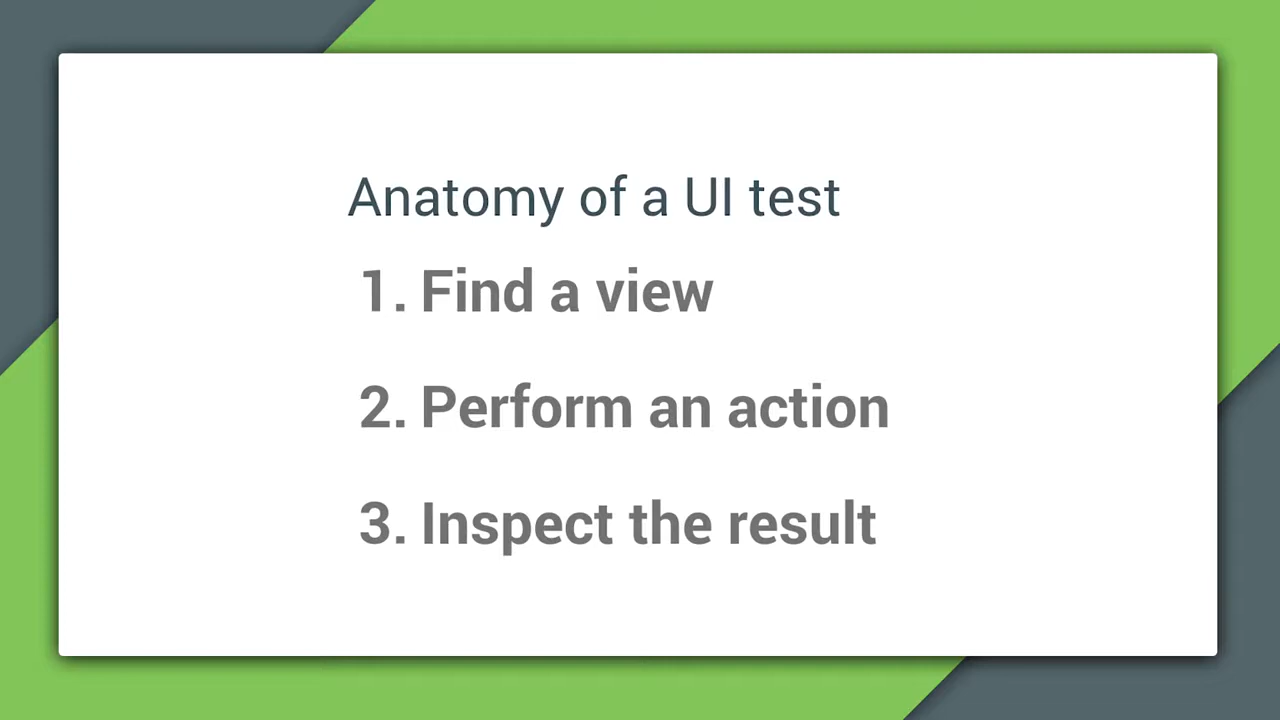 Anatomy of a UI test
1. Find a view
2. Perform an action
3. Inspect the result